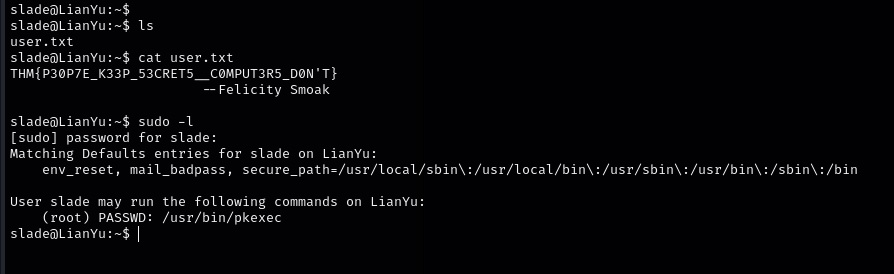 slade@LianYu:~$
slade@LianYu:~$ ls
user.txt
slade@LianYu:~$ cat user.txt
THM{P30P7E_K33P_53CRET5__C0MPUT3R5_D0N'T}
--Felicity Smoak
slade@LianYu:~$ sudo -l
[sudo] password for slade:
Matching Defaults entries for slade on LianYu:
env_reset, mail_badpass, secure_path=/usr/local/sbin\:/usr/local/bin\:/usr/sbin\:/usr/bin\:/sbin\:/bin
User slade may run the following commands on LianYu:
(root) PASSWD: /usr/bin/pkexec
slade@LianYu:~$